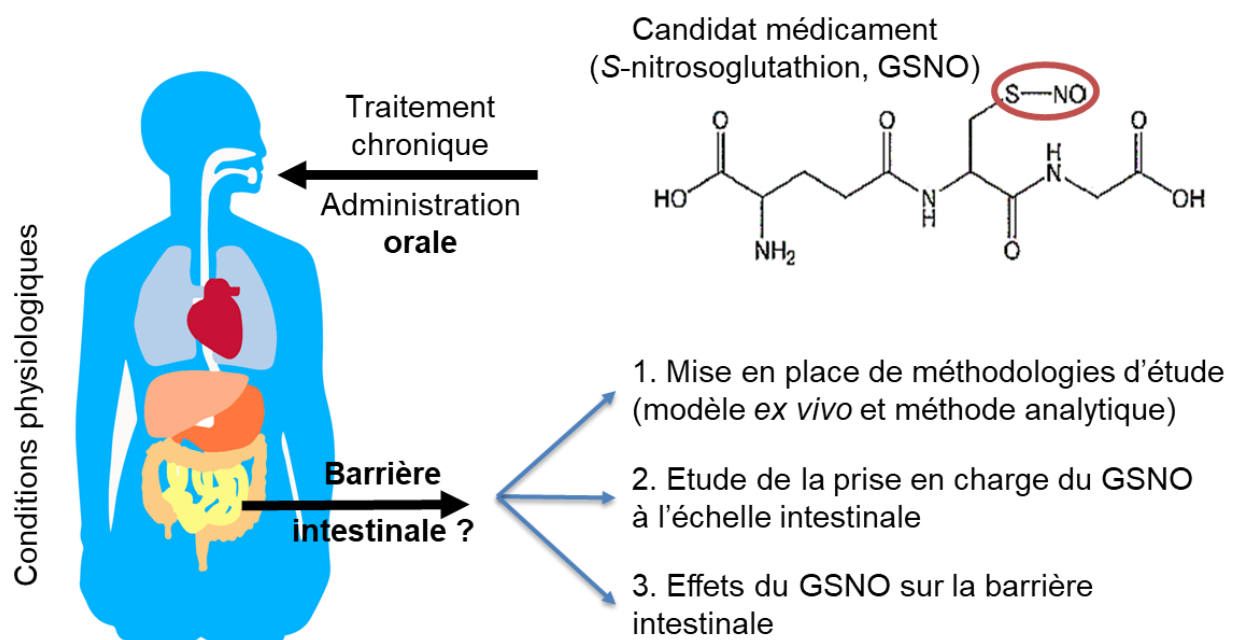 Candidat médicament
(S-nitrosoglutathion, GSNO)
Traitement
chronique
Administration
orale
S—NO
O
O
O
H
N
HO
N
H
OH
NH2
O
Conditions physiologiques
Barrière
intestinale ?
1. Mise en place de méthodologies d'étude
(modèle ex vivo et méthode analytique)
2. Etude de la prise en charge du GSNO
à l'échelle intestinale
3. Effets du GSNO sur la barrière
intestinale